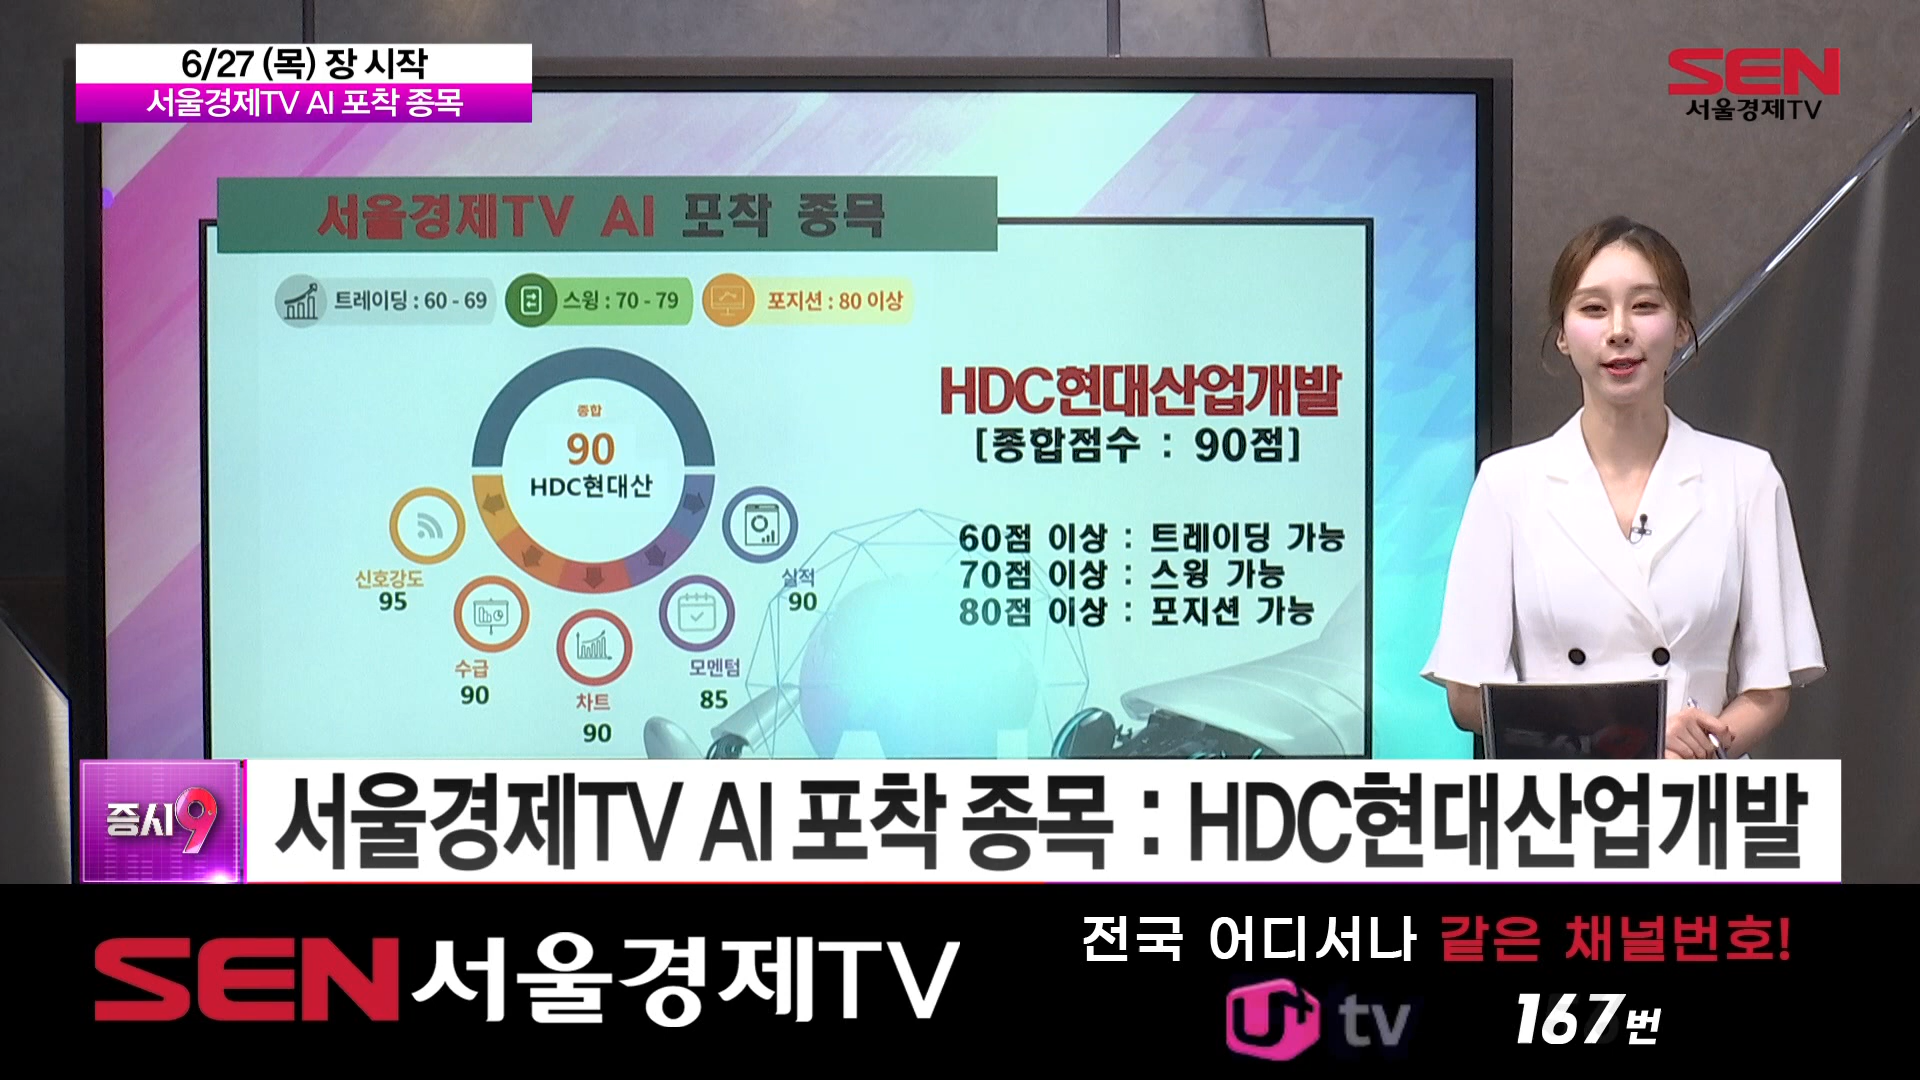 6/27 (목) 장 시작
서울경제TV AI 포착 종목
SEN
서울경제TV
서울경제TV AI 포착 종목
트레이딩 : 60 - 69
스윙 : 70 - 79
포지션 : 80 이상
종합
90
HDC현대산
신호강도
95
수급
90
차트
90
모멘텀
85
실적
90
HDC현대산업개발
[종합점수 : 90점]
60점 이상 : 트레이딩 가능
70점 이상 : 스윙 가능
80점 이상 : 포지션 가능
증시9
증시9
서울경제TV AI 포착 종목 : HDC현대산업개발
SEN 서울경제TV
전국 어디서나 같은 채널번호!
U+ tv
167번